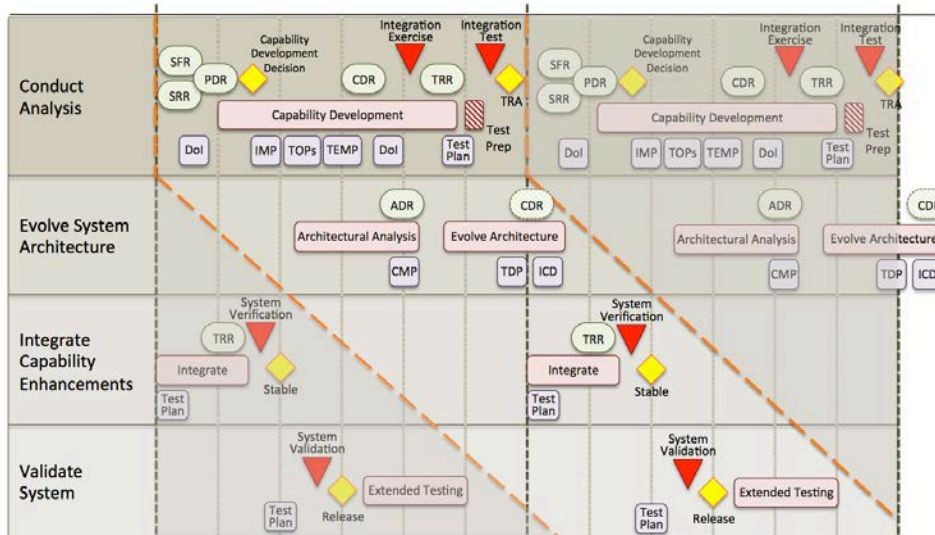 Conduct
Analysis
SFR
SRR
PDR
Capability
Development
Decision
CDR
Integration
Exercise
TRR
Integration
Test
TRA
Capability Development
Test
Prep
DoI
IMP
TOPs
TEMP
DoI
Test
Plan
SFR
SRR
PDR
Capability
Development
Decision
CDR
Integration
Exercise
TRR
Integration
Test
TRA
Capability Development
Test
Prep
DoI
IMP
TOPs
TEMP
DoI
Test
Plan
Evolve System
Architecture
ADR
CDR
Architectural Analysis
Evolve Architecture
CMP
TDP
ICD
ADR
CDR
Architectural Analysis
Evolve Architecture
CMP
TDP
ICD
Integrate
Capability
Enhancements
System
Verification
TRR
Integrate
Stable
Test
Plan
System
Verification
TRR
Integrate
Stable
Test
Plan
Validate
System
System
Validation
Extended Testing
Test
Plan
Release
System
Validation
Extended Testing
Test
Plan
Release